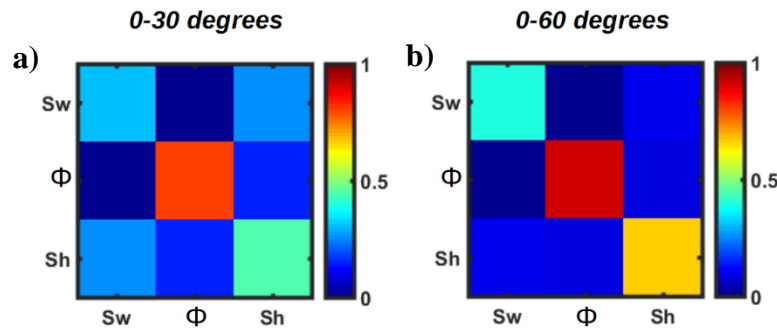 0-30 degrees
0-60 degrees
a)
b)
Sw
Φ
Sh
Sw Φ Sh
1
0.5
0
Sw
Φ
Sh
Sw Φ Sh
1
0.5
0